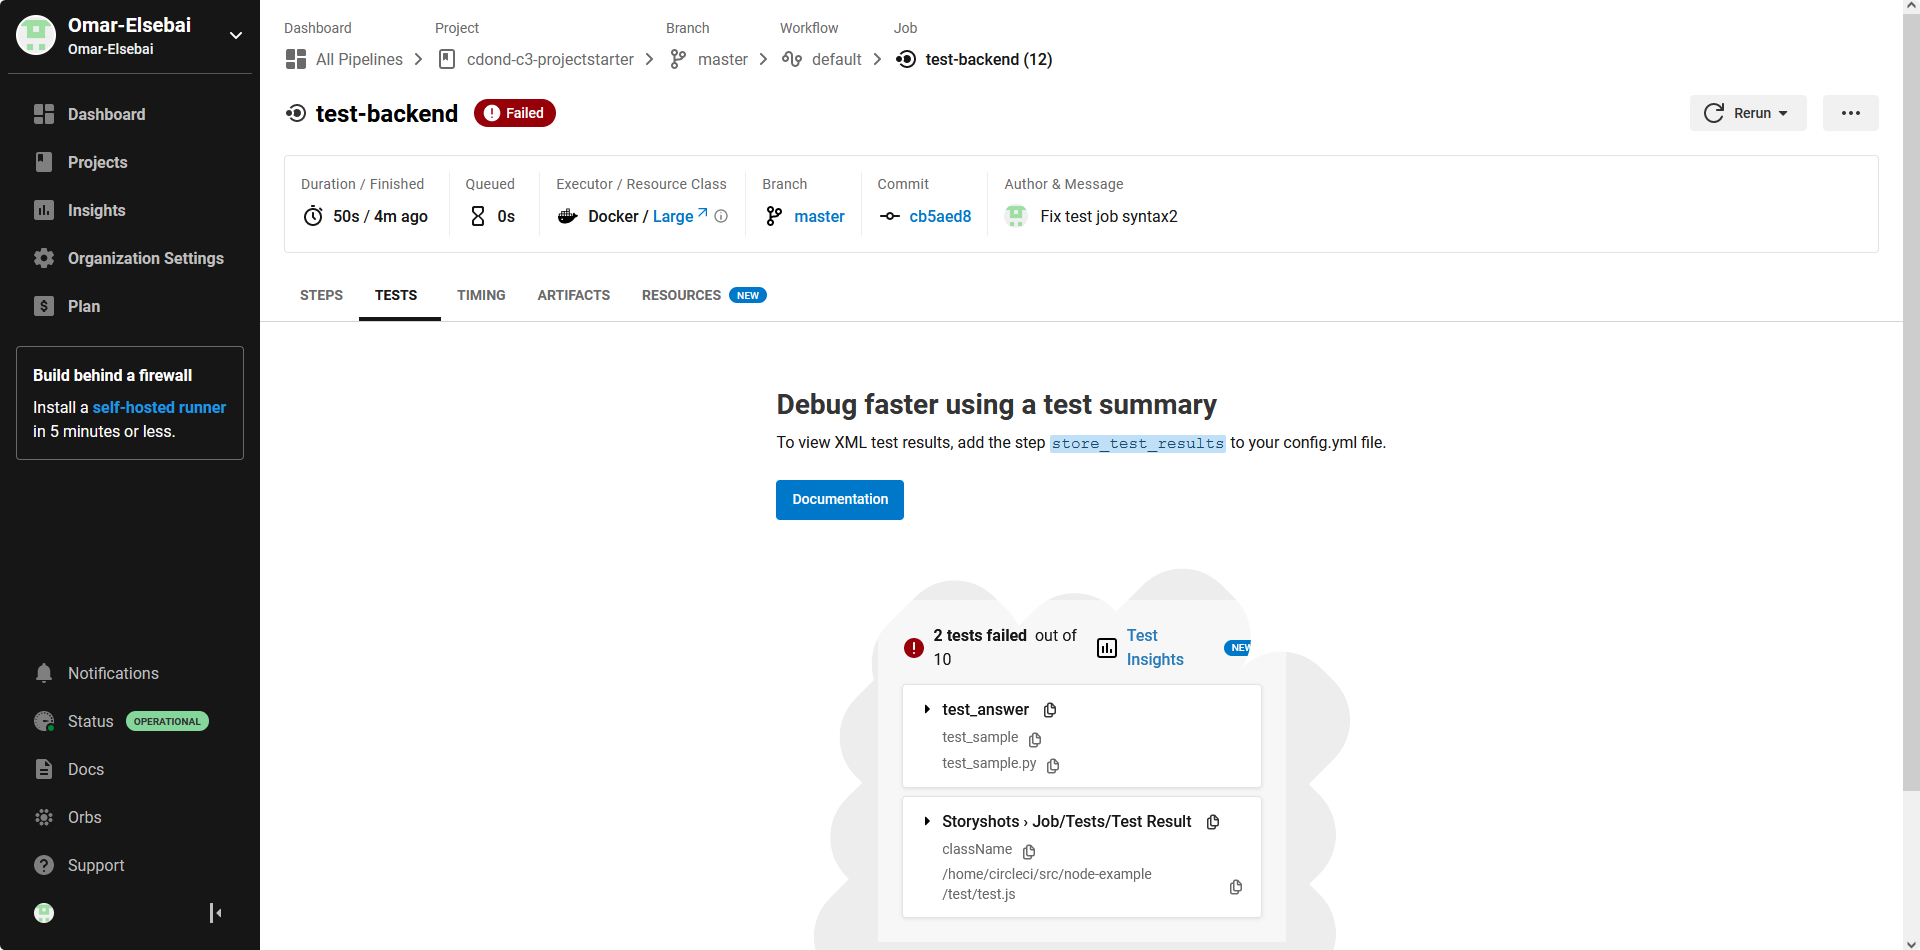 Omar-Elsebai
Omar-Elsebai
Dashboard
Projects
Insights
Organization Settings
$ Plan
Build behind a firewall
Install a self-hosted runner
in 5 minutes or less.
Notifications
Status OPERATIONAL
Docs
Orbs
? Support
Dashboard Project Branch Workflow Job
All Pipelines > cdond-c3-projectstarter > master > default > test-backend (12)
test-backend ! Failed
Rerun ...
Duration / Finished Queued Executor / Resource Class Branch Commit Author & Message
50s / 4m ago 0s Docker / Large master cb5aed8 Fix test job syntax2
STEPS TESTS TIMING ARTIFACTS RESOURCES NEW
Debug faster using a test summary
To view XML test results, add the step store_test_results to your config.yml file.
Documentation
2 tests failed out of
10
Test
Insights
NEW
test_answer
test_sample
test_sample.py
Storyshots › Job/Tests/Test Result
className
/home/circleci/src/node-example
/test/test.js